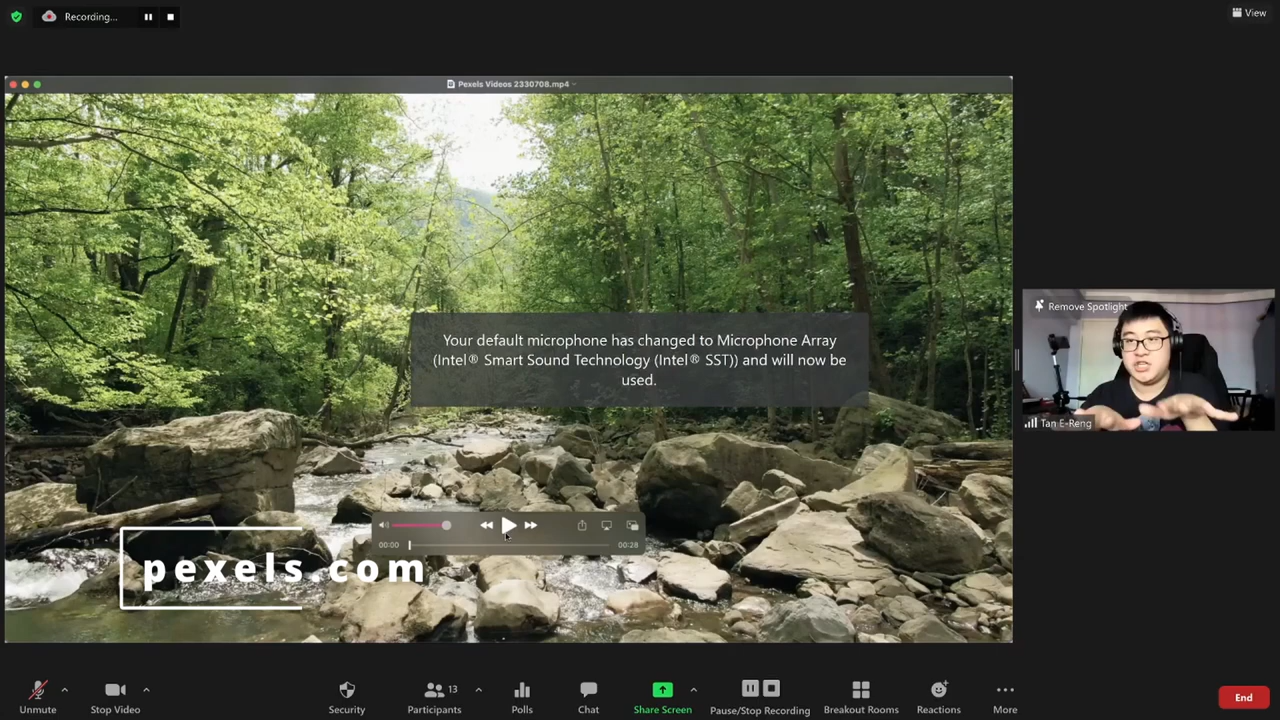 Recording...
View
Pexels Videos 2330708.mp4
Your default microphone has changed to Microphone Array
(Intel® Smart Sound Technology (Intel® SST)) and will now be
used.
Remove Spotlight
Tan E-Reng
00:00
00:28
pexels.com
Unmute
Stop Video
Security
Participants
13
Polls
Chat
Share Screen
Pause/Stop Recording
Breakout Rooms
Reactions
More
End